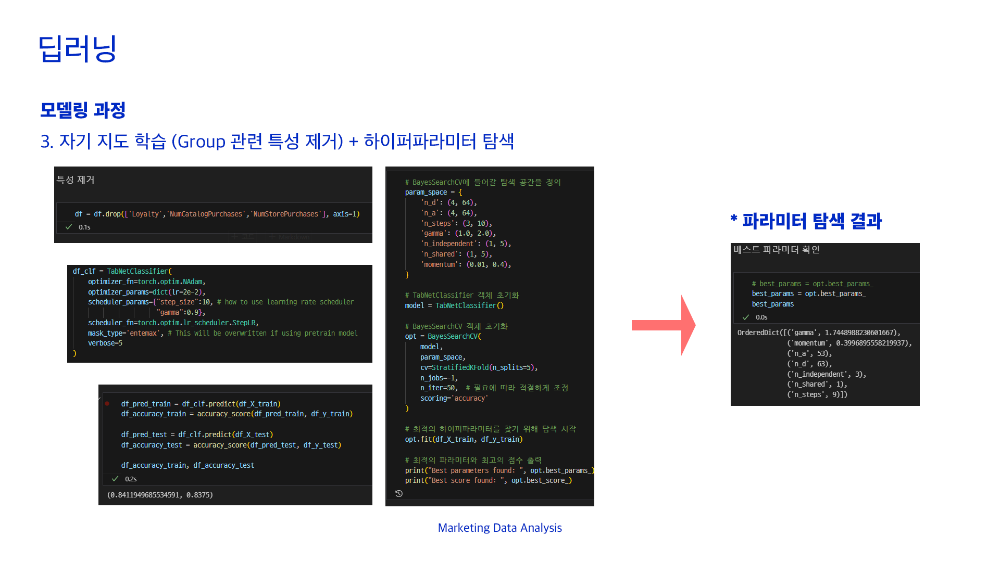 딥러닝
모델링 과정
3. 자기 지도 학습 (Group 관련 특성 제거) + 하이퍼파라미터 탐색
특성 제거
df = df.drop(['Loyalty','NumCatalogPurchases','NumStorePurchases'], axis=1)
0.1s
+ 코드 + Markdown
df_clf = TabNetClassifier(
optimizer_fn=torch.optim.NAdam,
optimizer_params=dict(lr=2e-2),
scheduler_params={"step_size":10, # how to use learning rate scheduler
"gamma":0.9},
scheduler_fn=torch.optim.lr_scheduler.StepLR,
mask_type='entemax', # This will be overwritten if using pretrain model
verbose=5
)
df_pred_train = df_clf.predict(df_X_train)
df_accuracy_train = accuracy_score(df_pred_train, df_y_train)
df_pred_test = df_clf.predict(df_X_test)
df_accuracy_test = accuracy_score(df_pred_test, df_y_test)
df_accuracy_train, df_accuracy_test
0.2s
(0.8411949685534591, 0.8375)
# BayesSearchCV에 들어갈 탐색 공간을 정의
param_space = {
'n_d': (4, 64),
'n_a': (4, 64),
'n_steps': (3, 10),
'gamma': (1.0, 2.0),
'n_independent': (1, 5),
'n_shared': (1, 5),
'momentum': (0.01, 0.4),
}
# TabNetClassifier 객체 초기화
model = TabNetClassifier()
# BayesSearchCV 객체 초기화
opt = BayesSearchCV(
model,
param_space,
cv=StratifiedKFold(n_splits=5),
n_jobs=-1,
n_iter=50, # 필요에 따라 적절하게 조정
scoring='accuracy'
)
# 최적의 하이퍼파라미터를 찾기 위해 탐색 시작
opt.fit(df_X_train, df_y_train)
# 최적의 파라미터와 최고의 점수 출력
print("Best parameters found: ", opt.best_params_)
print("Best score found: ", opt.best_score_)
* 파라미터 탐색 결과
베스트 파라미터 확인
# best_params = opt.best_params_
best_params = opt.best_params_
best_params
0.0s
OrderedDict([('gamma', 1.7448988230601667),
('momentum', 0.3996895558219937),
('n_a', 53),
('n_d', 63),
('n_independent', 3),
('n_shared', 1),
('n_steps', 9)])
Marketing Data Analysis